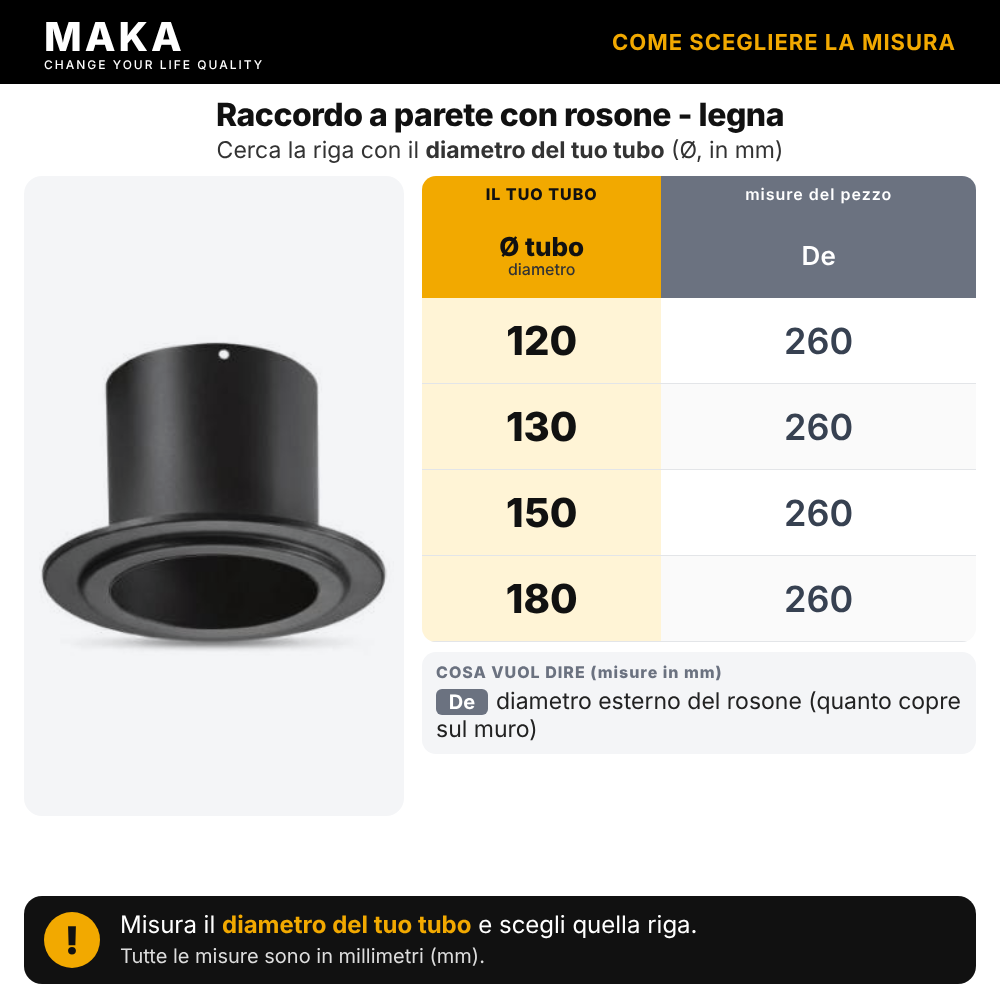 MAKA
CHANGE YOUR LIFE QUALITY
COME SCEGLIERE LA MISURA
Raccordo a parete con rosone - legna
Cerca la riga con il diametro del tuo tubo (Ø, in mm)
IL TUO TUBO
misure del pezzo
Ø tubo
diametro
De
120
260
130
260
150
260
180
260
COSA VUOL DIRE (misure in mm)
De diametro esterno del rosone (quanto copre
sul muro)
!
Misura il diametro del tuo tubo e scegli quella riga.
Tutte le misure sono in millimetri (mm).